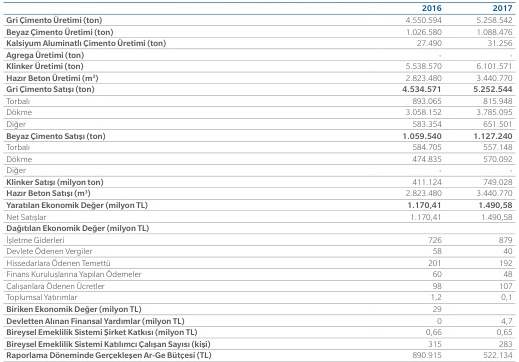 2016 2017
Gri Çimento Üretimi (ton) 4.550.594 5.258.542
Beyaz Çimento Üretimi (ton) 1.026.580 1.088.476
Kalsiyum Aluminatlı Çimento Üretimi (ton) 27.490 31.256
Agrega Üretimi (ton) - -
Klinker Üretimi (ton) 5.538.570 6.101.571
Hazır Beton Üretimi (m³) 2.823.480 3.440.770
Gri Çimento Satışı (ton) 4.534.571 5.252.544
Torbalı 893.065 815.948
Dökme 3.058.152 3.785.095
Diğer 583.354 651.501
Beyaz Çimento Satışı (ton) 1.059.540 1.127.240
Torbalı 584.705 557.148
Dökme 474.835 570.092
Diğer - -
Klinker Satışı (milyon ton) 411.124 749.028
Hazır Beton Satışı (m³) 2.823.480 3.440.770
Yaratılan Ekonomik Değer (milyon TL) 1.170,41 1.490,58
Net Satışlar 1.170,41 1.490,58
Dağıtılan Ekonomik Değer (milyon TL)
İşletme Giderleri 726 879
Devlete Ödenen Vergiler 58 40
Hissedarlara Ödenen Temettü 201 192
Finans Kuruluşlarına Yapılan Ödemeler 60 48
Çalışanlara Ödenen Ücretler 98 107
Toplumsal Yatırımlar 1,2 0,1
Biriken Ekonomik Değer (milyon TL) 29
Devletten Alınan Finansal Yardımlar (milyon TL) 0 4,7
Bireysel Emeklilik Sistemi Şirket Katkısı (milyon TL) 0,66 0,65
Bireysel Emeklilik Sistemi Katılımcı Çalışan Sayısı (kişi) 315 283
Raporlama Döneminde Gerçekleşen Ar-Ge Bütçesi (TL) 890.915 522.134